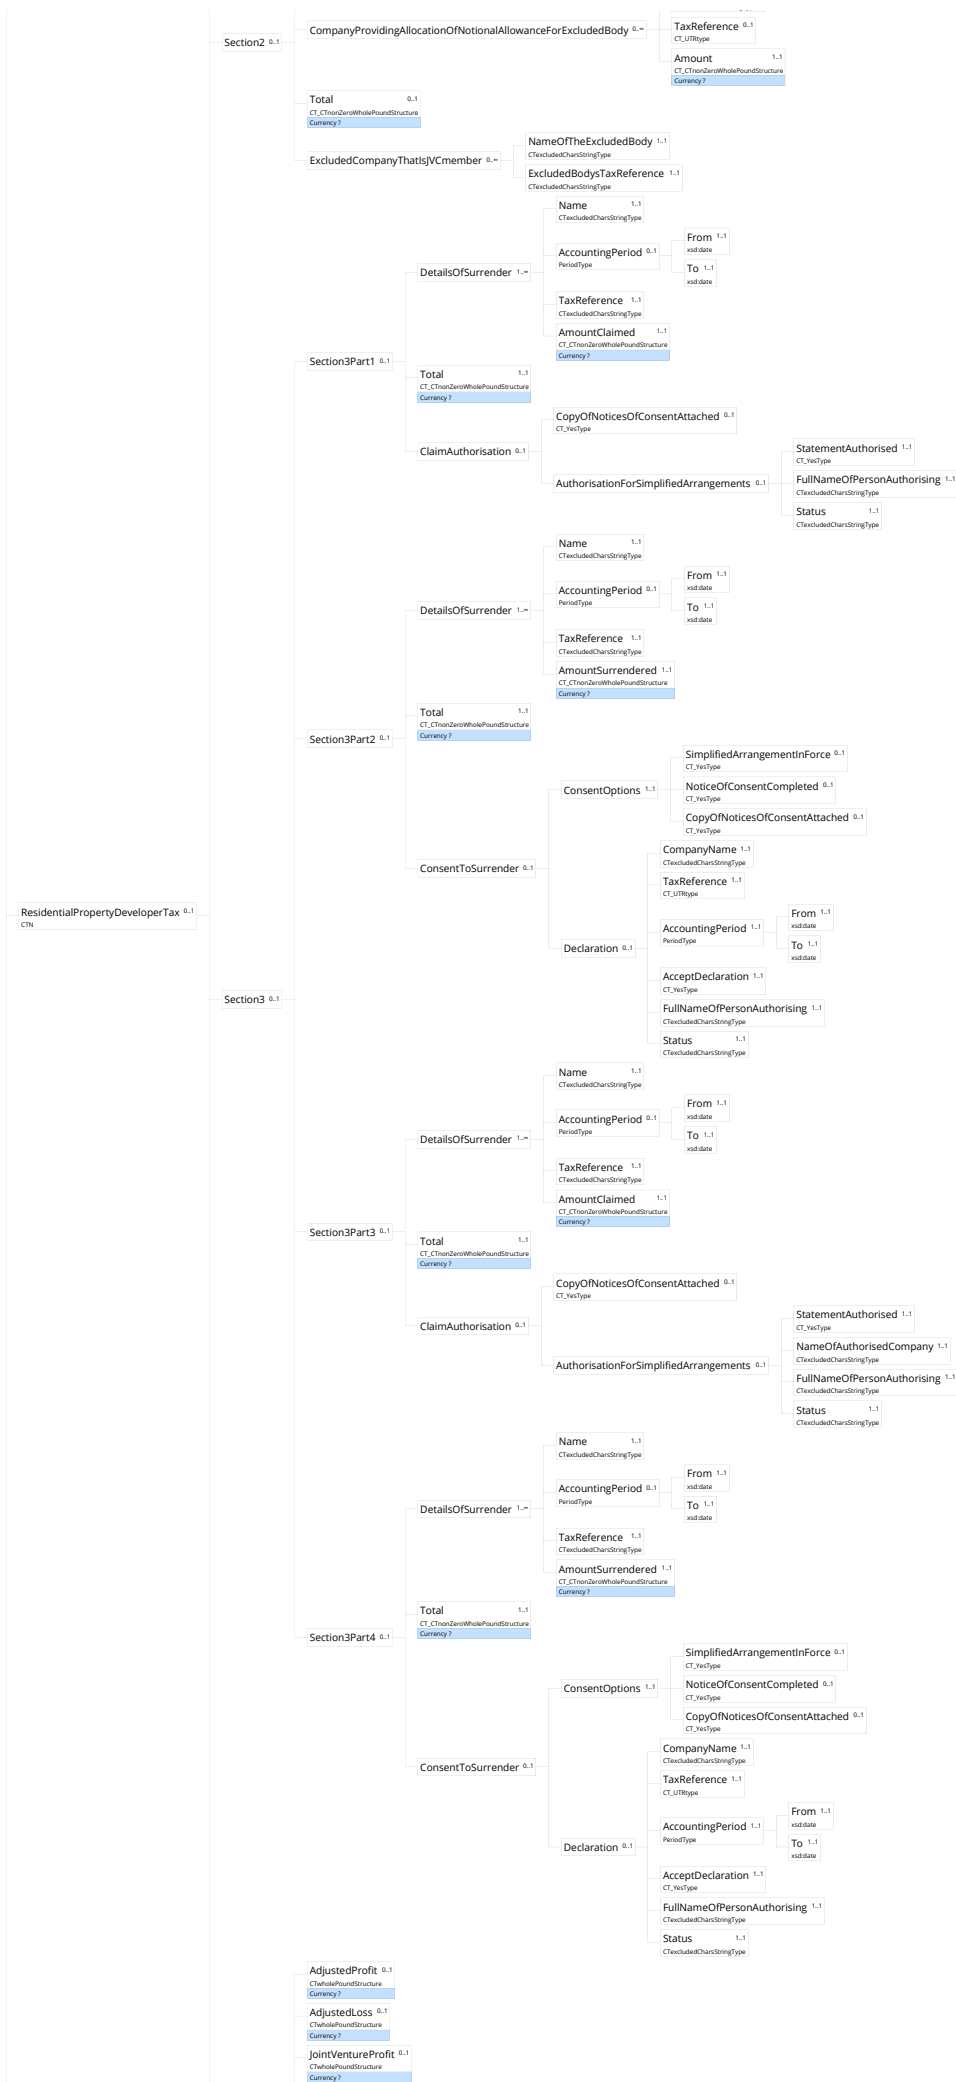 Section2 0..1
CompanyProvidingAllocationOfNotionalAllowanceForExcludedBody 0..∞
TaxReference 0..1
CT_UTRtype
Amount 1..1
CT_CTnonZeroWholePoundStructure
Currency ?
Total 0..1
CT_CTnonZeroWholePoundStructure
Currency ?
ExcludedCompanyThatIsJVCmember 0..∞
NameOfTheExcludedBody 1..1
CTexcludedCharsStringType
ExcludedBodysTaxReference 1..1
CTexcludedCharsStringType
Name 1..1
CTexcludedCharsStringType
AccountingPeriod 0..1
PeriodType
From 1..1
xsd:date
To 1..1
xsd:date
DetailsOfSurrender 1..∞
TaxReference 1..1
CTexcludedCharsStringType
AmountClaimed 1..1
CT_CTnonZeroWholePoundStructure
Currency ?
Section3Part1 0..1
Total 1..1
CT_CTnonZeroWholePoundStructure
Currency ?
CopyOfNoticesOfConsentAttached 0..1
CT_YesType
ClaimAuthorisation 0..1
AuthorisationForSimplifiedArrangements 0..1
StatementAuthorised 1..1
CT_YesType
FullNameOfPersonAuthorising 1..1
CTexcludedCharsStringType
Status 1..1
CTexcludedCharsStringType
Name 1..1
CTexcludedCharsStringType
AccountingPeriod 0..1
PeriodType
From 1..1
xsd:date
To 1..1
xsd:date
DetailsOfSurrender 1..∞
TaxReference 1..1
CTexcludedCharsStringType
AmountSurrendered 1..1
CT_CTnonZeroWholePoundStructure
Currency ?
Total 1..1
CT_CTnonZeroWholePoundStructure
Currency ?
Section3Part2 0..1
SimplifiedArrangementInForce 0..1
CT_YesType
ConsentOptions 1..1
NoticeOfConsentCompleted 0..1
CT_YesType
CopyOfNoticesOfConsentAttached 0..1
CT_YesType
ConsentToSurrender 0..1
CompanyName 1..1
CTexcludedCharsStringType
TaxReference 1..1
CT_UTRtype
ResidentialPropertyDeveloperTax 0..1
CTN
AccountingPeriod 1..1
PeriodType
From 1..1
xsd:date
To 1..1
xsd:date
Declaration 0..1
AcceptDeclaration 1..1
CT_YesType
Section3 0..1
FullNameOfPersonAuthorising 1..1
CTexcludedCharsStringType
Status 1..1
CTexcludedCharsStringType
Name 1..1
CTexcludedCharsStringType
AccountingPeriod 0..1
PeriodType
From 1..1
xsd:date
To 1..1
xsd:date
DetailsOfSurrender 1..∞
TaxReference 1..1
CTexcludedCharsStringType
AmountClaimed 1..1
CT_CTnonZeroWholePoundStructure
Currency ?
Section3Part3 0..1
Total 1..1
CT_CTnonZeroWholePoundStructure
Currency ?
CopyOfNoticesOfConsentAttached 0..1
CT_YesType
ClaimAuthorisation 0..1
AuthorisationForSimplifiedArrangements 0..1
StatementAuthorised 1..1
CT_YesType
NameOfAuthorisedCompany 1..1
CTexcludedCharsStringType
FullNameOfPersonAuthorising 1..1
CTexcludedCharsStringType
Status 1..1
CTexcludedCharsStringType
Name 1..1
CTexcludedCharsStringType
AccountingPeriod 0..1
PeriodType
From 1..1
xsd:date
To 1..1
xsd:date
DetailsOfSurrender 1..∞
TaxReference 1..1
CTexcludedCharsStringType
AmountSurrendered 1..1
CT_CTnonZeroWholePoundStructure
Currency ?
Total 1..1
CT_CTnonZeroWholePoundStructure
Currency ?
Section3Part4 0..1
SimplifiedArrangementInForce 0..1
CT_YesType
ConsentOptions 1..1
NoticeOfConsentCompleted 0..1
CT_YesType
CopyOfNoticesOfConsentAttached 0..1
CT_YesType
ConsentToSurrender 0..1
CompanyName 1..1
CTexcludedCharsStringType
TaxReference 1..1
CT_UTRtype
AccountingPeriod 1..1
PeriodType
From 1..1
xsd:date
To 1..1
xsd:date
Declaration 0..1
AcceptDeclaration 1..1
CT_YesType
FullNameOfPersonAuthorising 1..1
CTexcludedCharsStringType
Status 1..1
CTexcludedCharsStringType
AdjustedProfit 0..1
CTwholePoundStructure
Currency ?
AdjustedLoss 0..1
CTwholePoundStructure
Currency ?
JointVentureProfit 0..1
CTwholePoundStructure
Currency ?